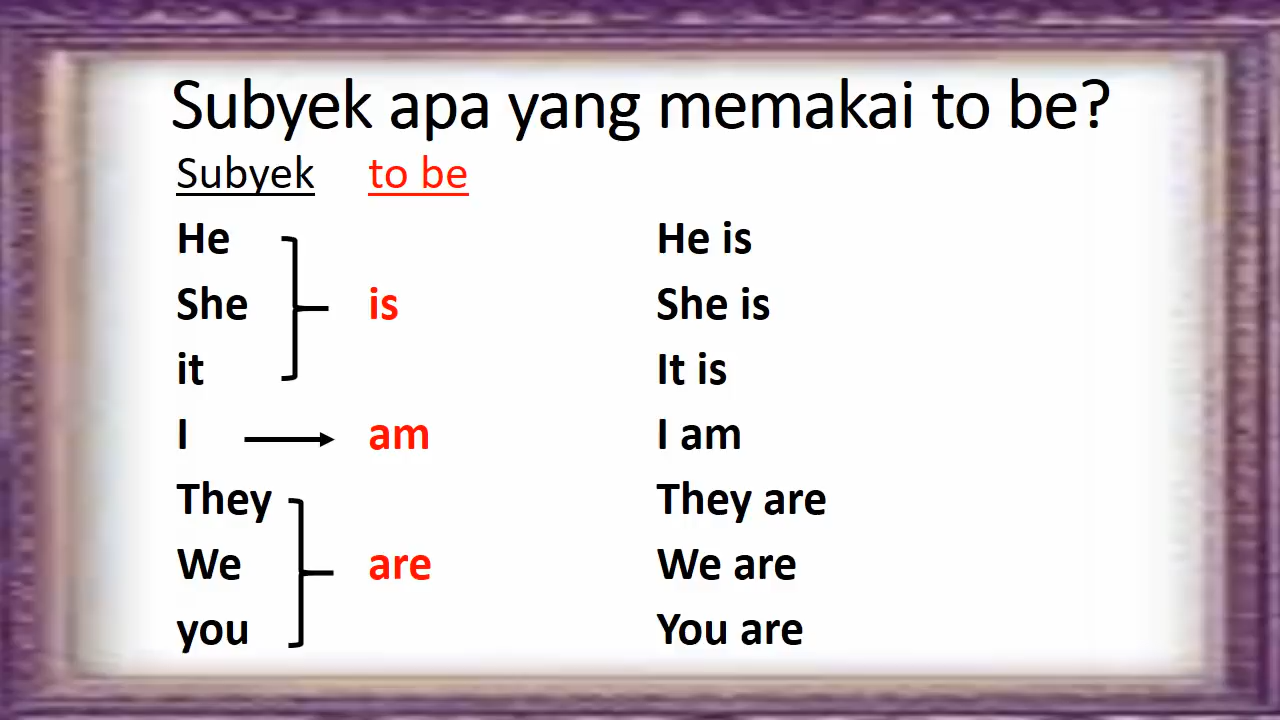 Subyek apa yang memakai to be?
Subyek to be
He He is
She is She is
it It is
I am I am
They They are
We are We are
you You are